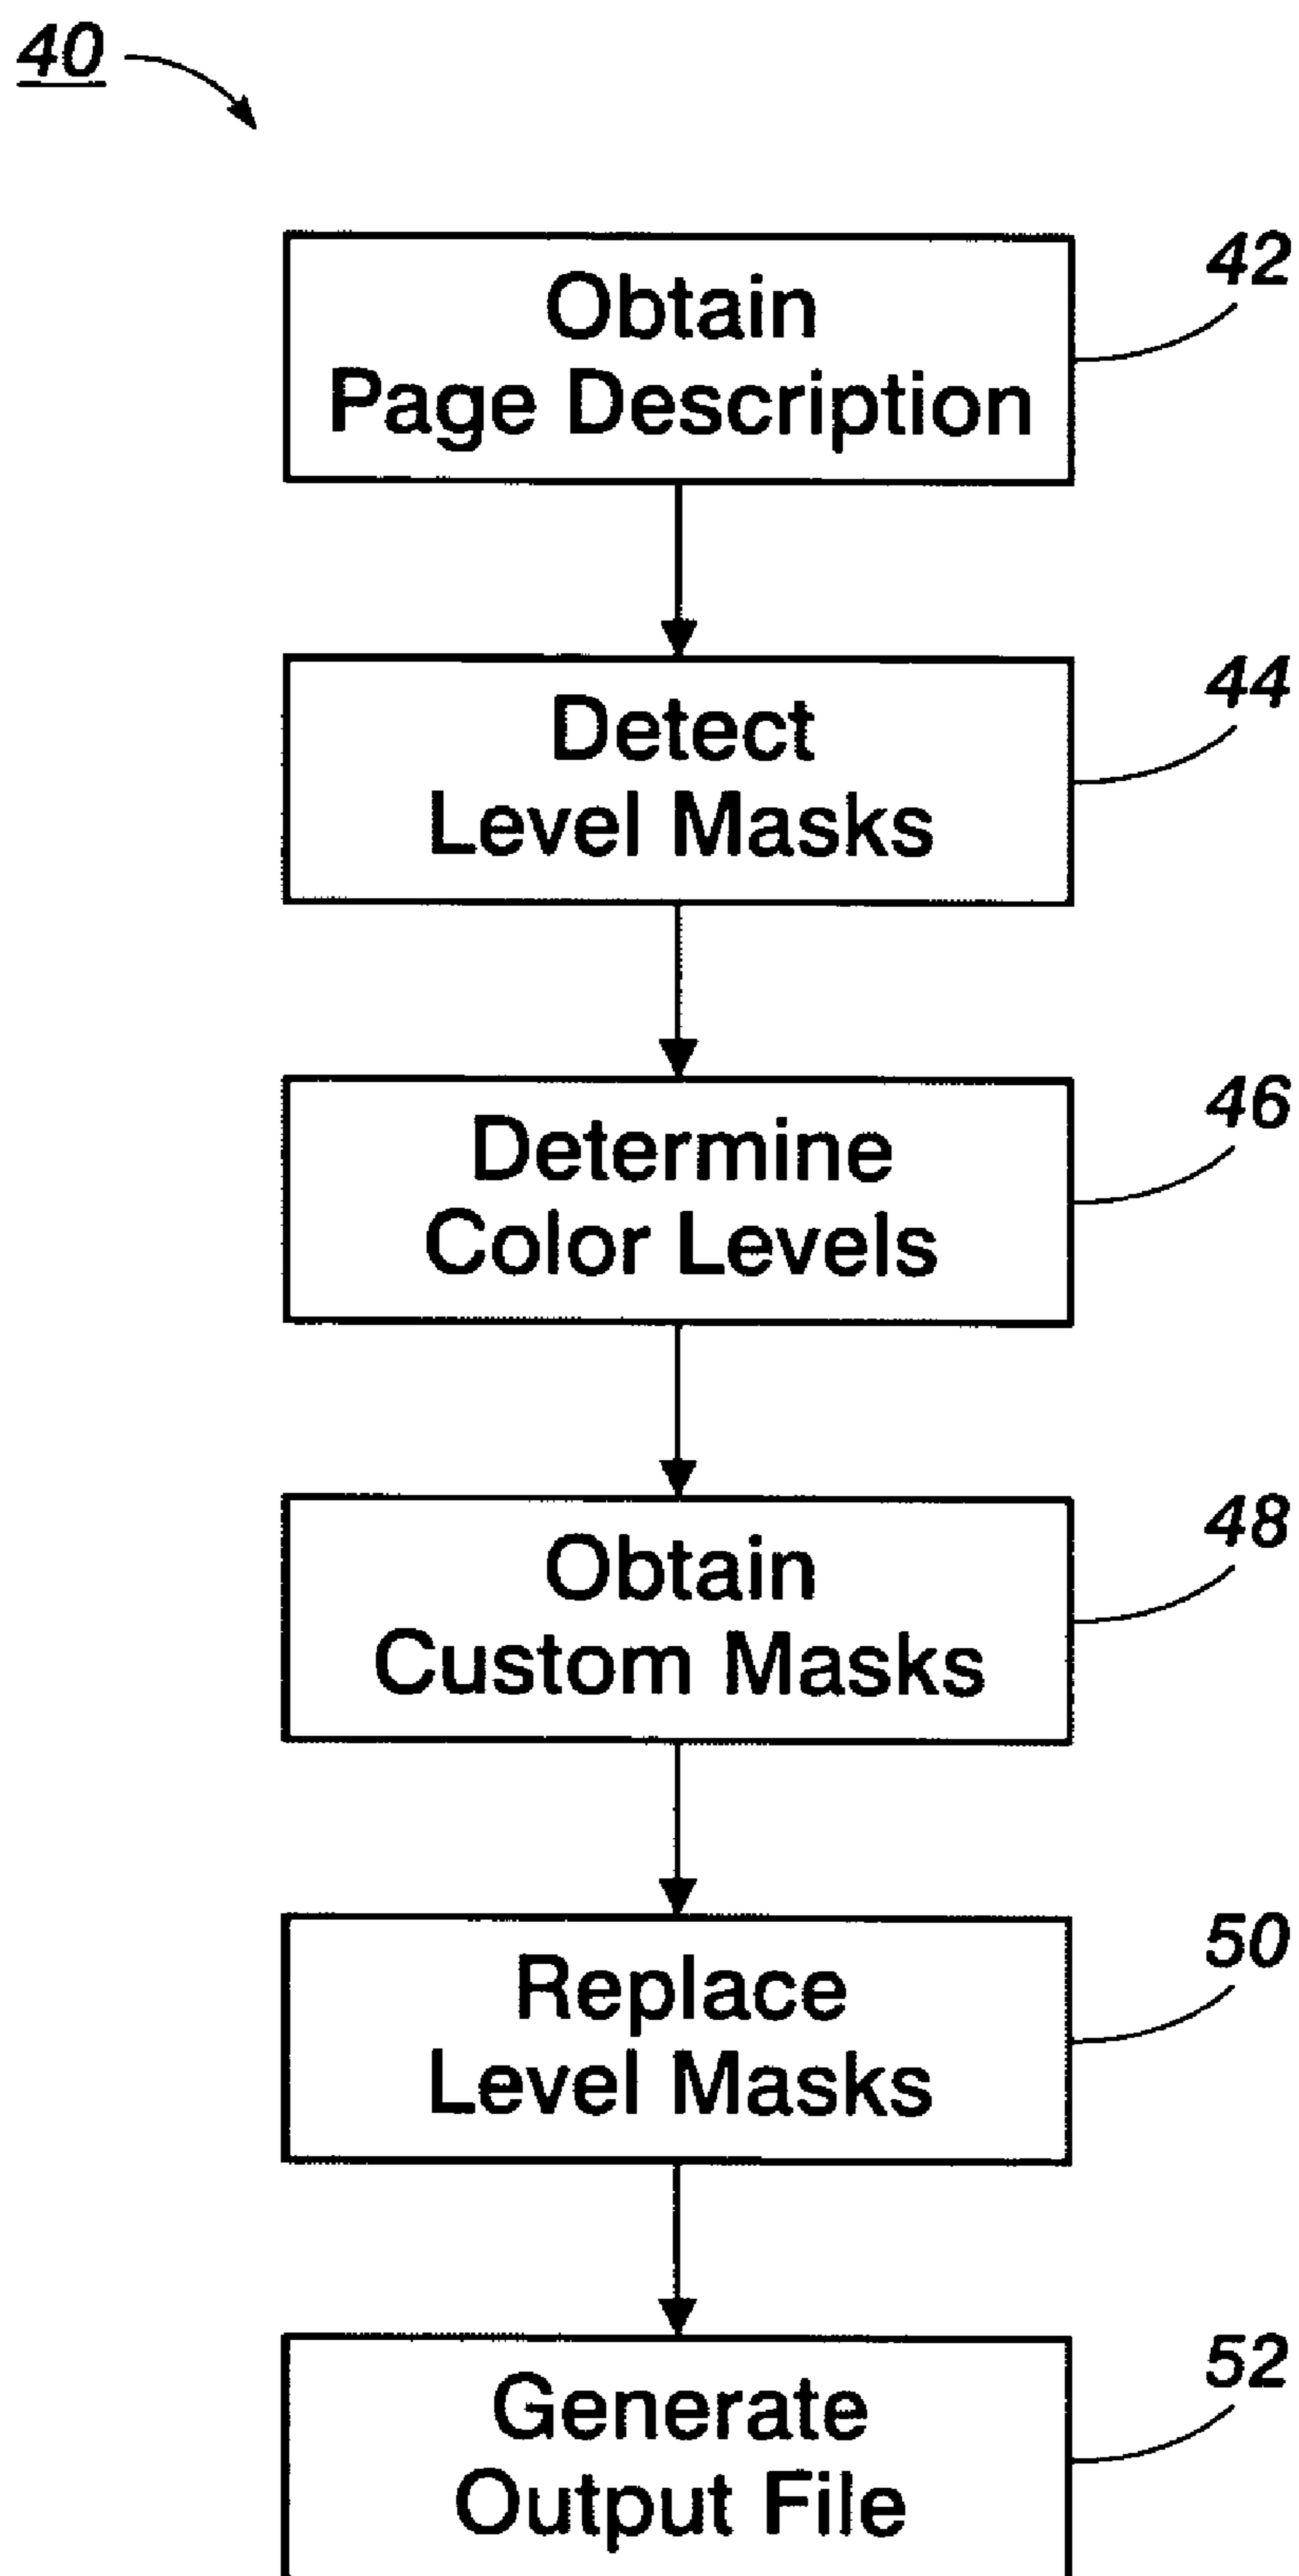 40
42
Obtain
Page Description
44
Detect
Level Masks
46
Determine
Color Levels
48
Obtain
Custom Masks
50
Replace
Level Masks
52
Generate
Output File